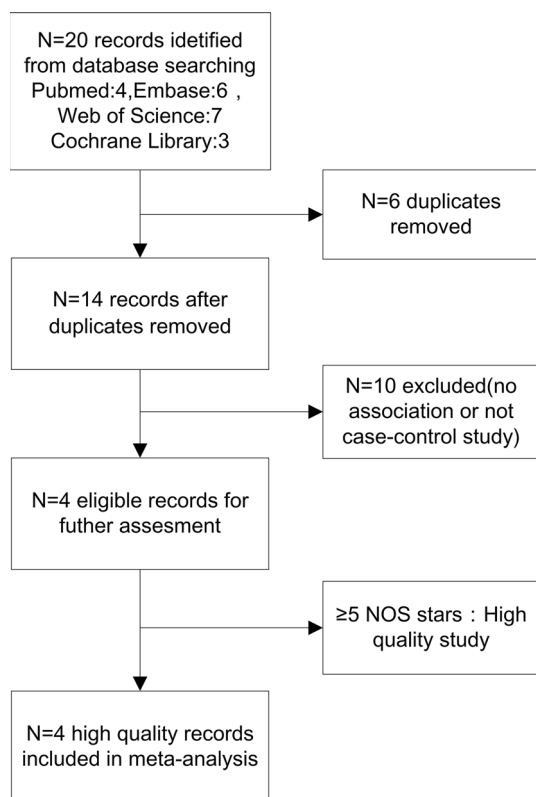 N=20 records idetified
from database searching
Pubmed:4,Embase:6，
Web of Science:7
Cochrane Library:3
N=6 duplicates
removed
N=14 records after
duplicates removed
N=10 excluded(no
association or not
case-control study)
N=4 eligible records for
futher assesment
≥5 NOS stars：High
quality study
N=4 high quality records
included in meta-analysis